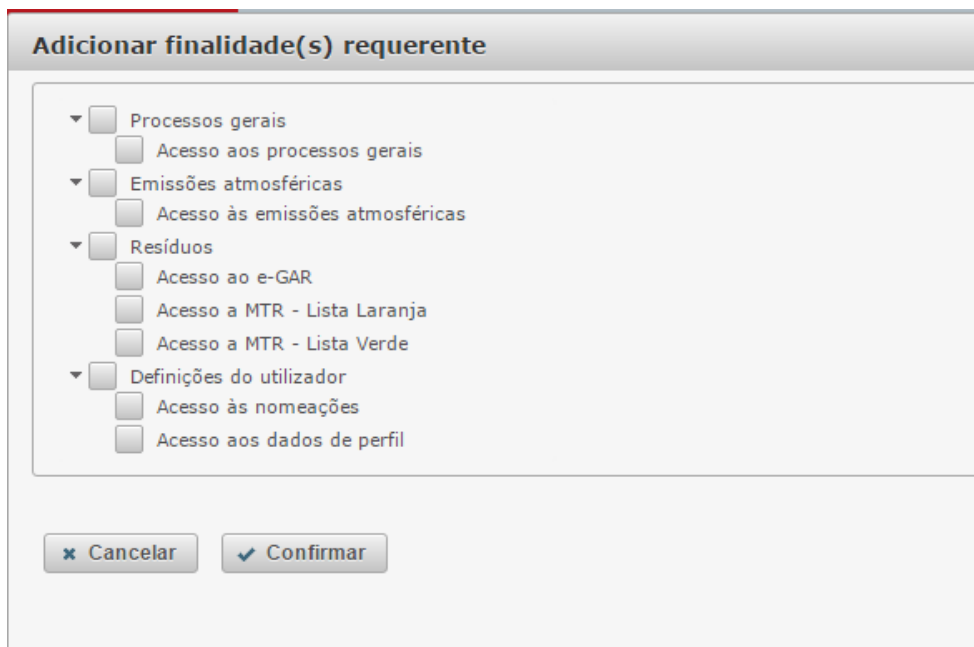 Adicionar finalidade(s) requerente
Processos gerais
Acesso aos processos gerais
Emissões atmosféricas
Acesso às emissões atmosféricas
Resíduos
Acesso ao e-GAR
Acesso a MTR - Lista Laranja
Acesso a MTR - Lista Verde
Definições do utilizador
Acesso às nomeações
Acesso aos dados de perfil
Cancelar Confirmar